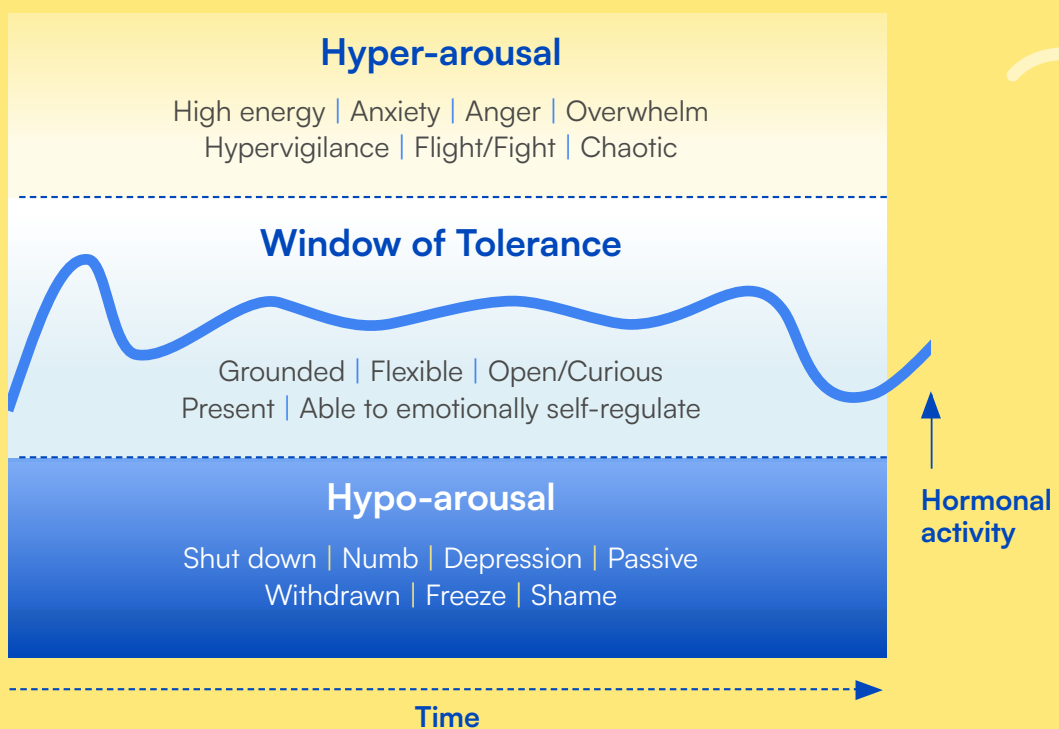 Hyper-arousal
High energy | Anxiety | Anger | Overwhelm
Hypervigilance | Flight/Fight | Chaotic
Window of Tolerance
Grounded | Flexible | Open/Curious
Present | Able to emotionally self-regulate
Hypo-arousal
Shut down | Numb | Depression | Passive
Withdrawn | Freeze | Shame
Hormonal
activity
Time